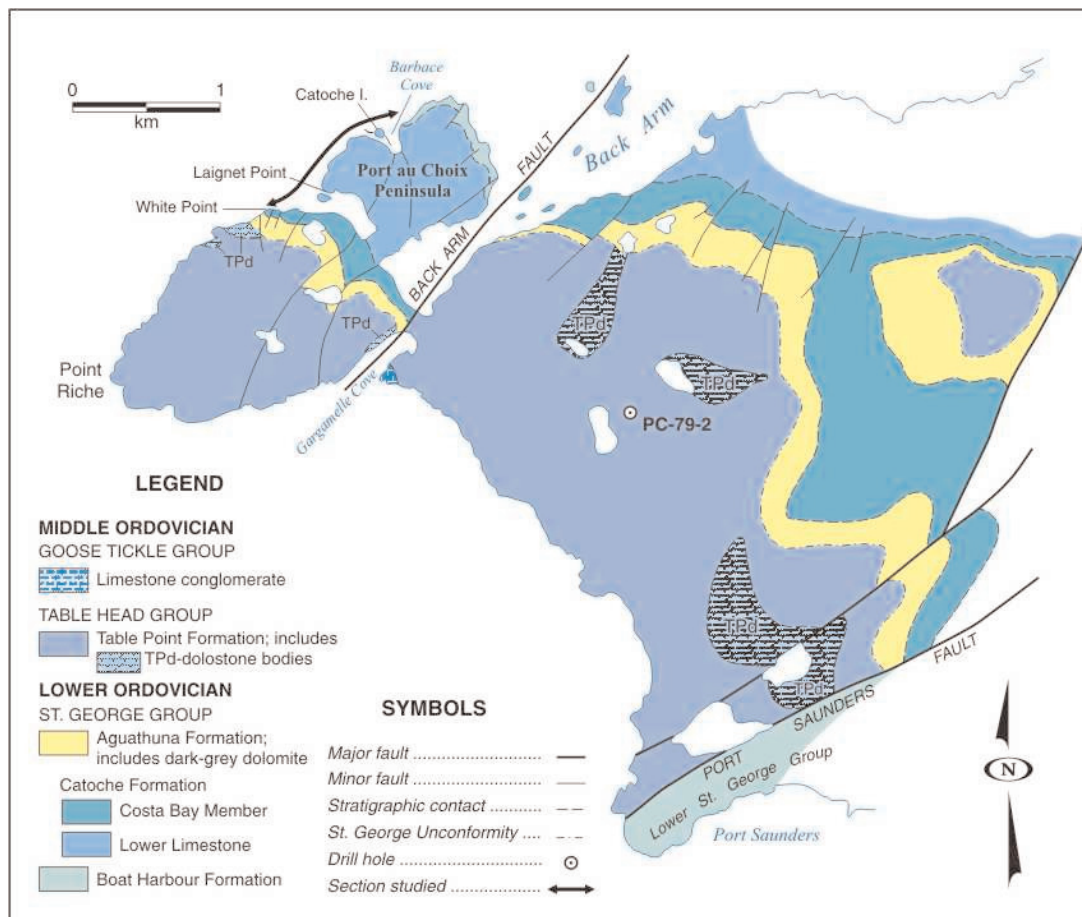 0 1
km
Barbace
Cove
Catoche I.
Back Arm
Laignet Point
Port au Choix
Peninsula
White Point
BACK ARM FAULT
TPd
TPd
TPd
TPd
Point
Riche
Gargamelle Cove
PC-79-2
TPd
TPd
PORT SAUNDERS FAULT
Lower St. George Group
Port Saunders
N
LEGEND
MIDDLE ORDOVICIAN
GOOSE TICKLE GROUP
Limestone conglomerate
TABLE HEAD GROUP
Table Point Formation; includes
TPd-dolostone bodies
LOWER ORDOVICIAN
ST. GEORGE GROUP
Aguathuna Formation;
includes dark-grey dolomite
Catoche Formation
Costa Bay Member
Lower Limestone
Boat Harbour Formation
SYMBOLS
Major fault
Minor fault
Stratigraphic contact
St. George Unconformity
Drill hole
Section studied